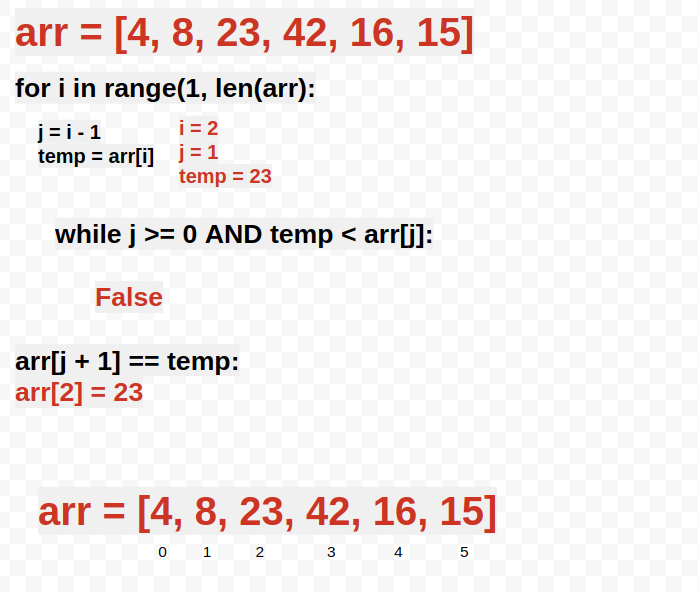 arr = [4, 8, 23, 42, 16, 15]
for i in range(1, len(arr):
j = i - 1
temp = arr[i]
i = 2
j = 1
temp = 23
while j >= 0 AND temp < arr[j]:
False
arr[j + 1] == temp:
arr[2] = 23
arr = [4, 8, 23, 42, 16, 15]
0 1 2 3 4 5